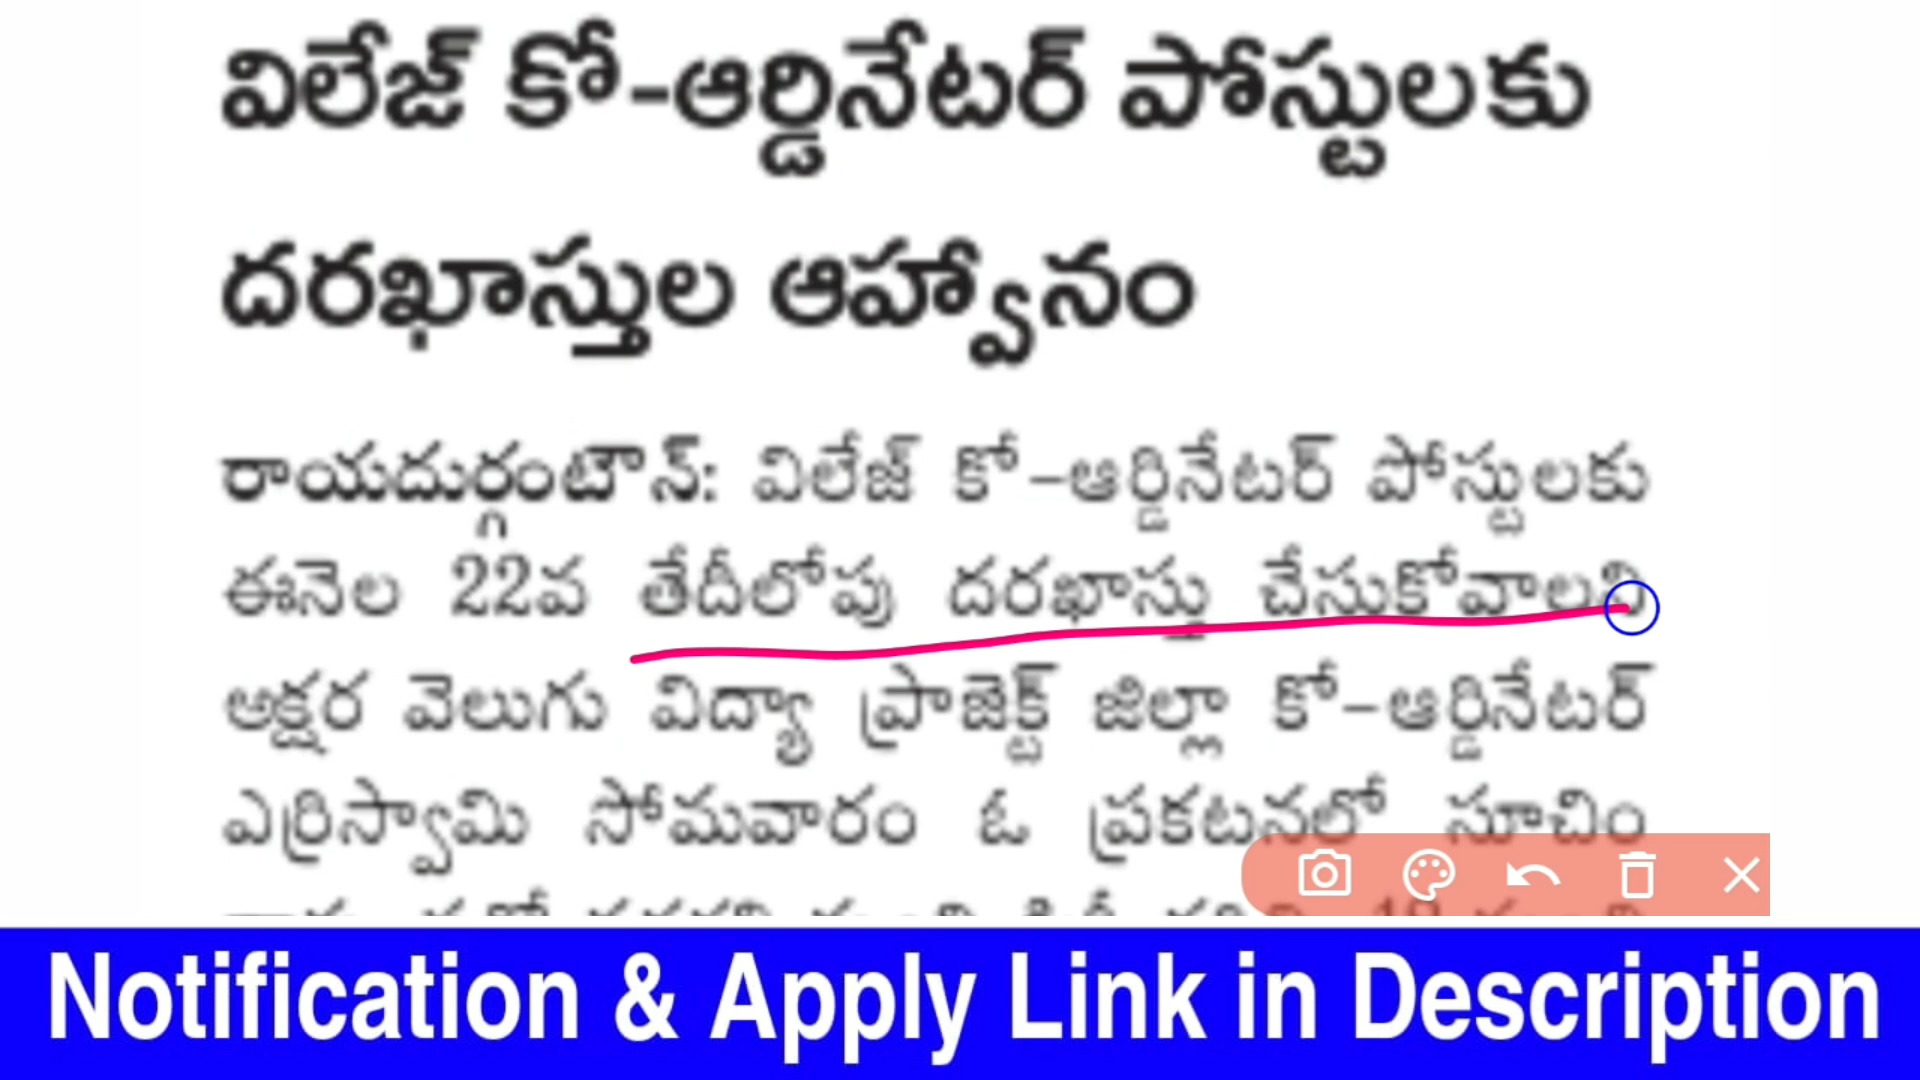 విలేజ్ కో-ఆర్డినేటర్ పోస్టులకు
దరఖాస్తుల ఆహ్వానం
రాయదుర్గంటౌన్: విలేజ్ కో-ఆర్డినేటర్ పోస్టులకు
ఈనెల 22వ తేదీలోపు దరఖాస్తు చేసుకోవాలని
అక్షర వెలుగు విద్యా ప్రాజెక్ట్ జిల్లా కో-ఆర్డినేటర్
ఎర్రిస్వామి సోమవారం ఓ ప్రకటనలో సూచిం
Notification & Apply Link in Description